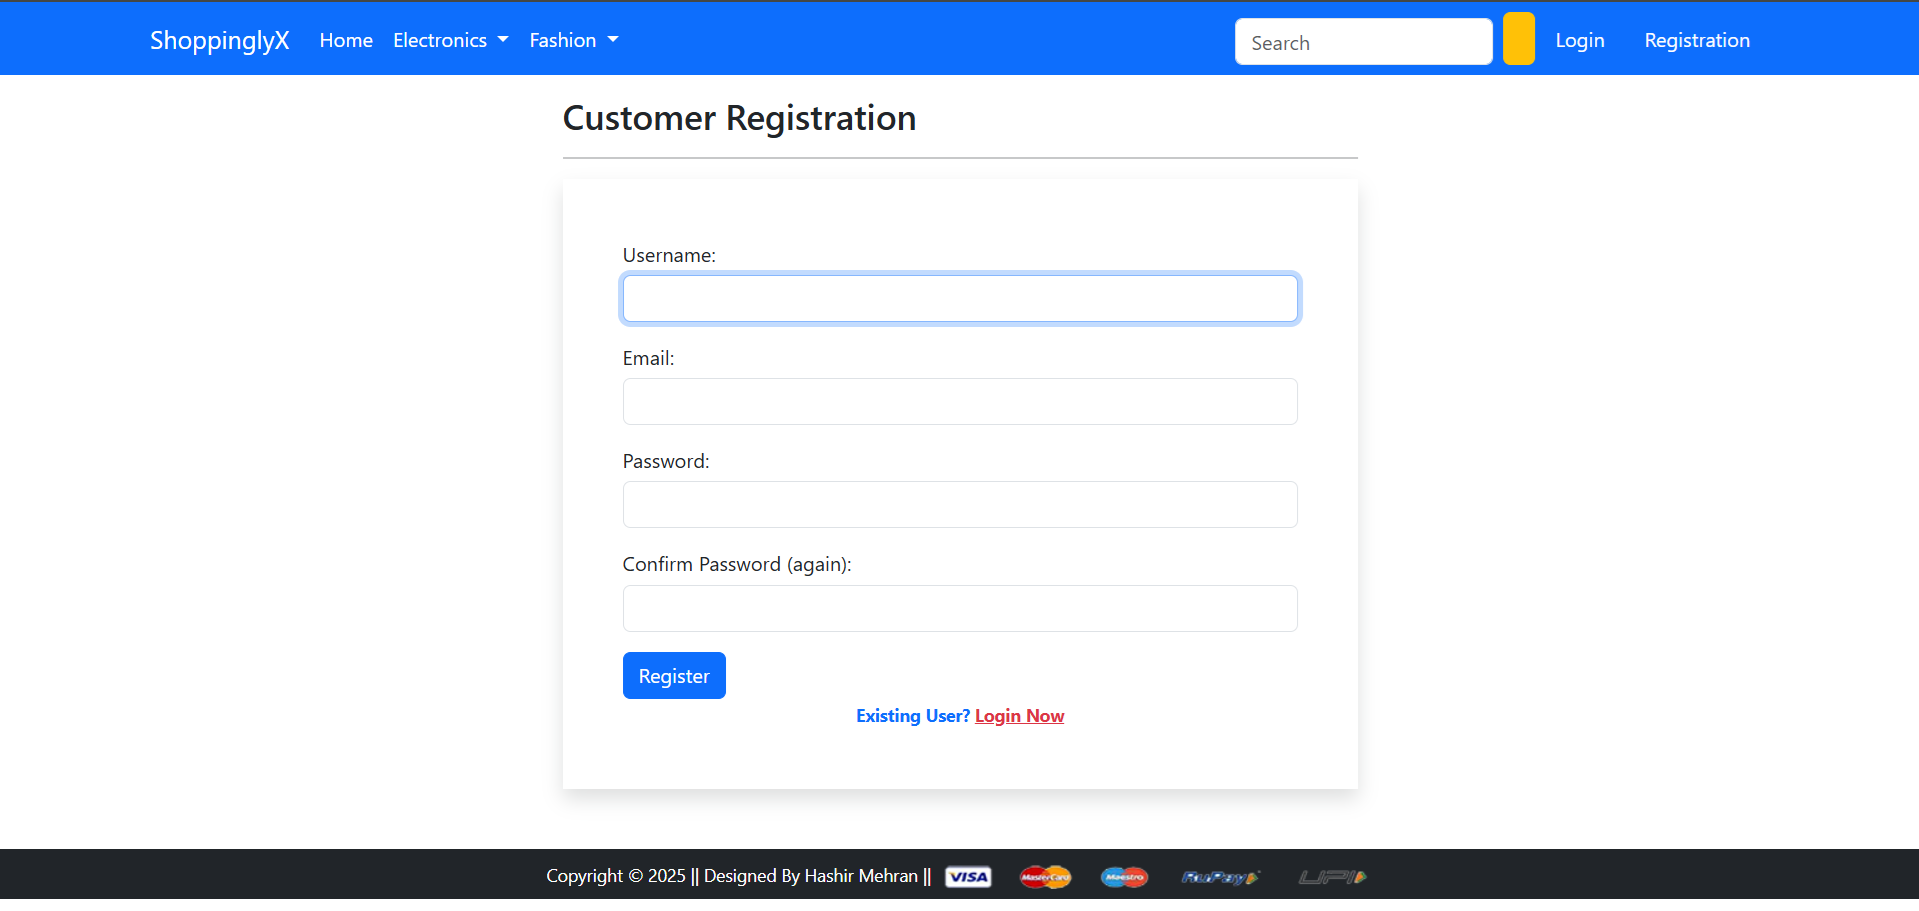 ShoppinglyX Home Electronics Fashion Search Login Registration
Customer Registration
Username:
Email:
Password:
Confirm Password (again):
Register
Existing User? Login Now
Copyright © 2025 || Designed By Hashir Mehran || VISA MasterCard Maestro RuPay UPI